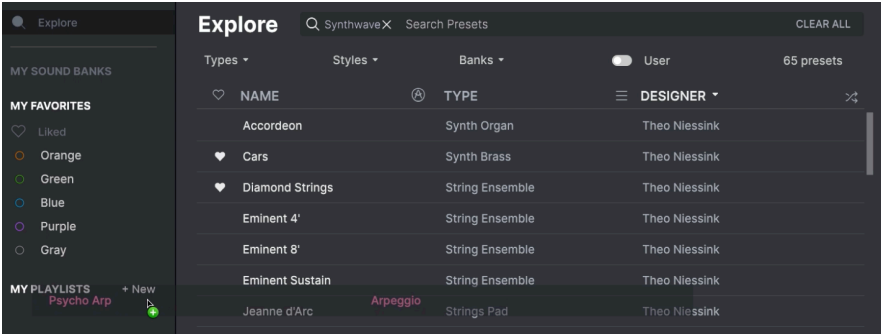 Explore
MY SOUND BANKS
MY FAVORITES
Liked
Orange
Green
Blue
Purple
Gray
MY PLAYLISTS + New
Psycho Arp Arpeggio
Explore Synthwave X Search Presets CLEAR ALL
Types Styles Banks User 65 presets
NAME TYPE DESIGNER
Accordeon Synth Organ Theo Niessink
Cars Synth Brass Theo Niessink
Diamond Strings String Ensemble Theo Niessink
Eminent 4' String Ensemble Theo Niessink
Eminent 8' String Ensemble Theo Niessink
Eminent Sustain String Ensemble Theo Niessink
Jeanne d'Arc Strings Pad Theo Niessink